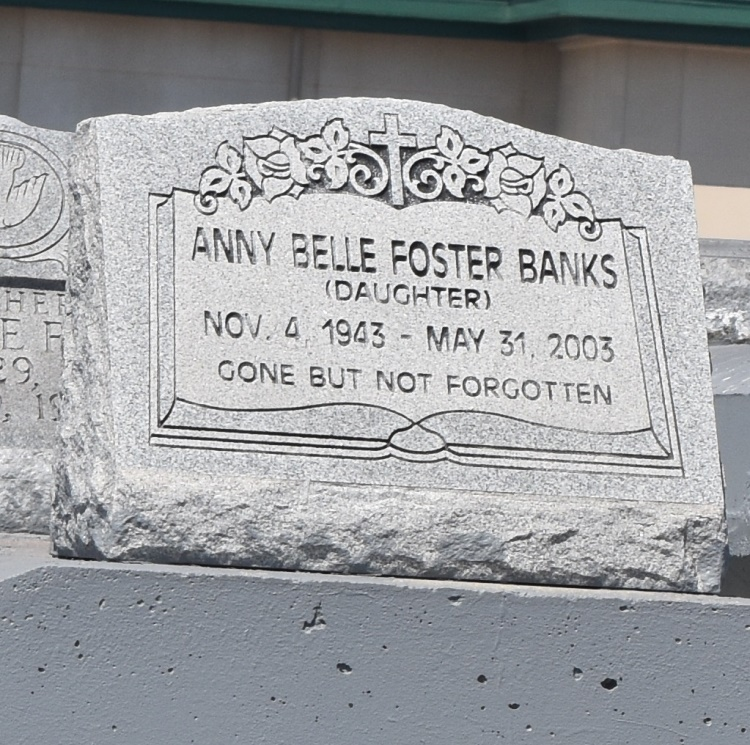 ANNY BELLE FOSTER BANKS
(DAUGHTER)
NOV. 4, 1943 - MAY 31, 2003
GONE BUT NOT FORGOTTEN